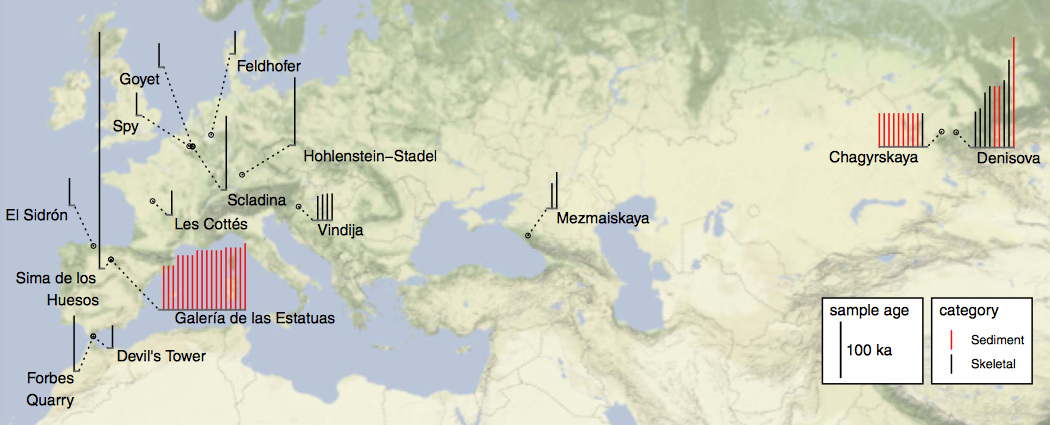 Feldhofer
Goyet
Spy
Hohlenstein–Stadel
Chagyrskaya
Denisova
El Sidrón
Scladina
Les Cottés
Vindija
Mezmaiskaya
Sima de los
Huesos
Galería de las Estatuas
Devil's Tower
Forbes
Quarry
sample age
100 ka
category
Sediment
Skeletal